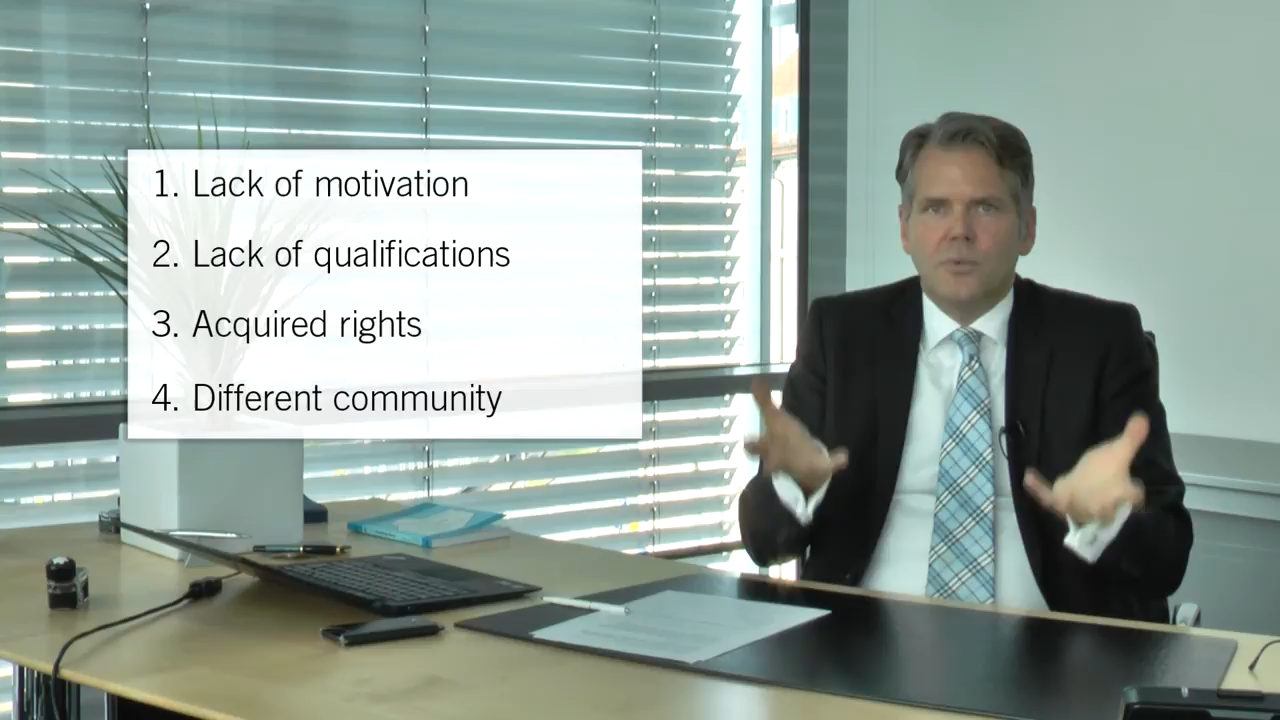 1. Lack of motivation
2. Lack of qualifications
3. Acquired rights
4. Different community